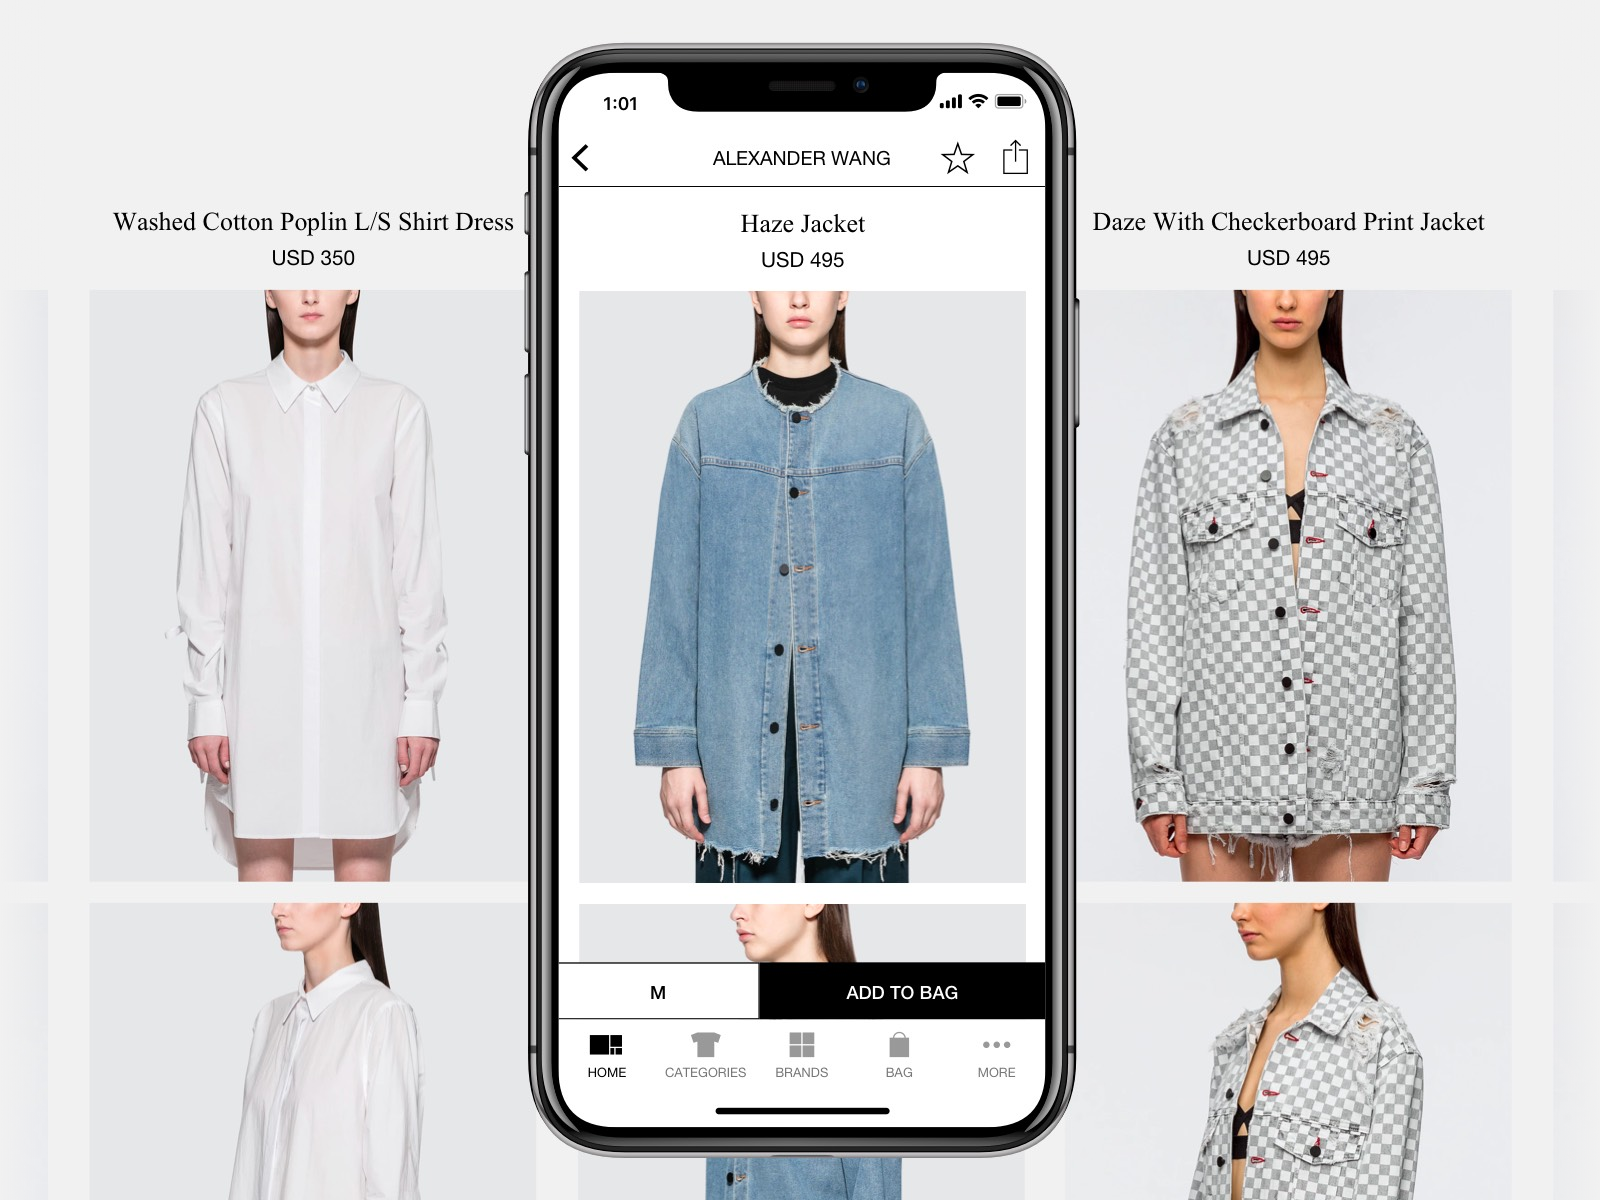 1:01
ALEXANDER WANG
Washed Cotton Poplin L/S Shirt Dress
USD 350
Haze Jacket
USD 495
Daze With Checkerboard Print Jacket
USD 495
M
ADD TO BAG
HOME
CATEGORIES
BRANDS
BAG
MORE